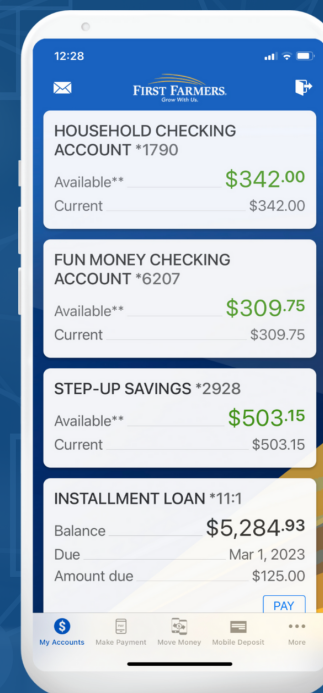 12:28
FIRST FARMERS.
Grow With Us.
HOUSEHOLD CHECKING
ACCOUNT *1790
Available** $342.00
Current $342.00
FUN MONEY CHECKING
ACCOUNT *6207
Available** $309.75
Current $309.75
STEP-UP SAVINGS *2928
Available** $503.15
Current $503.15
INSTALLMENT LOAN *11:1
Balance $5,284.93
Due Mar 1, 2023
Amount due $125.00
PAY
My Accounts Make Payment Move Money Mobile Deposit More